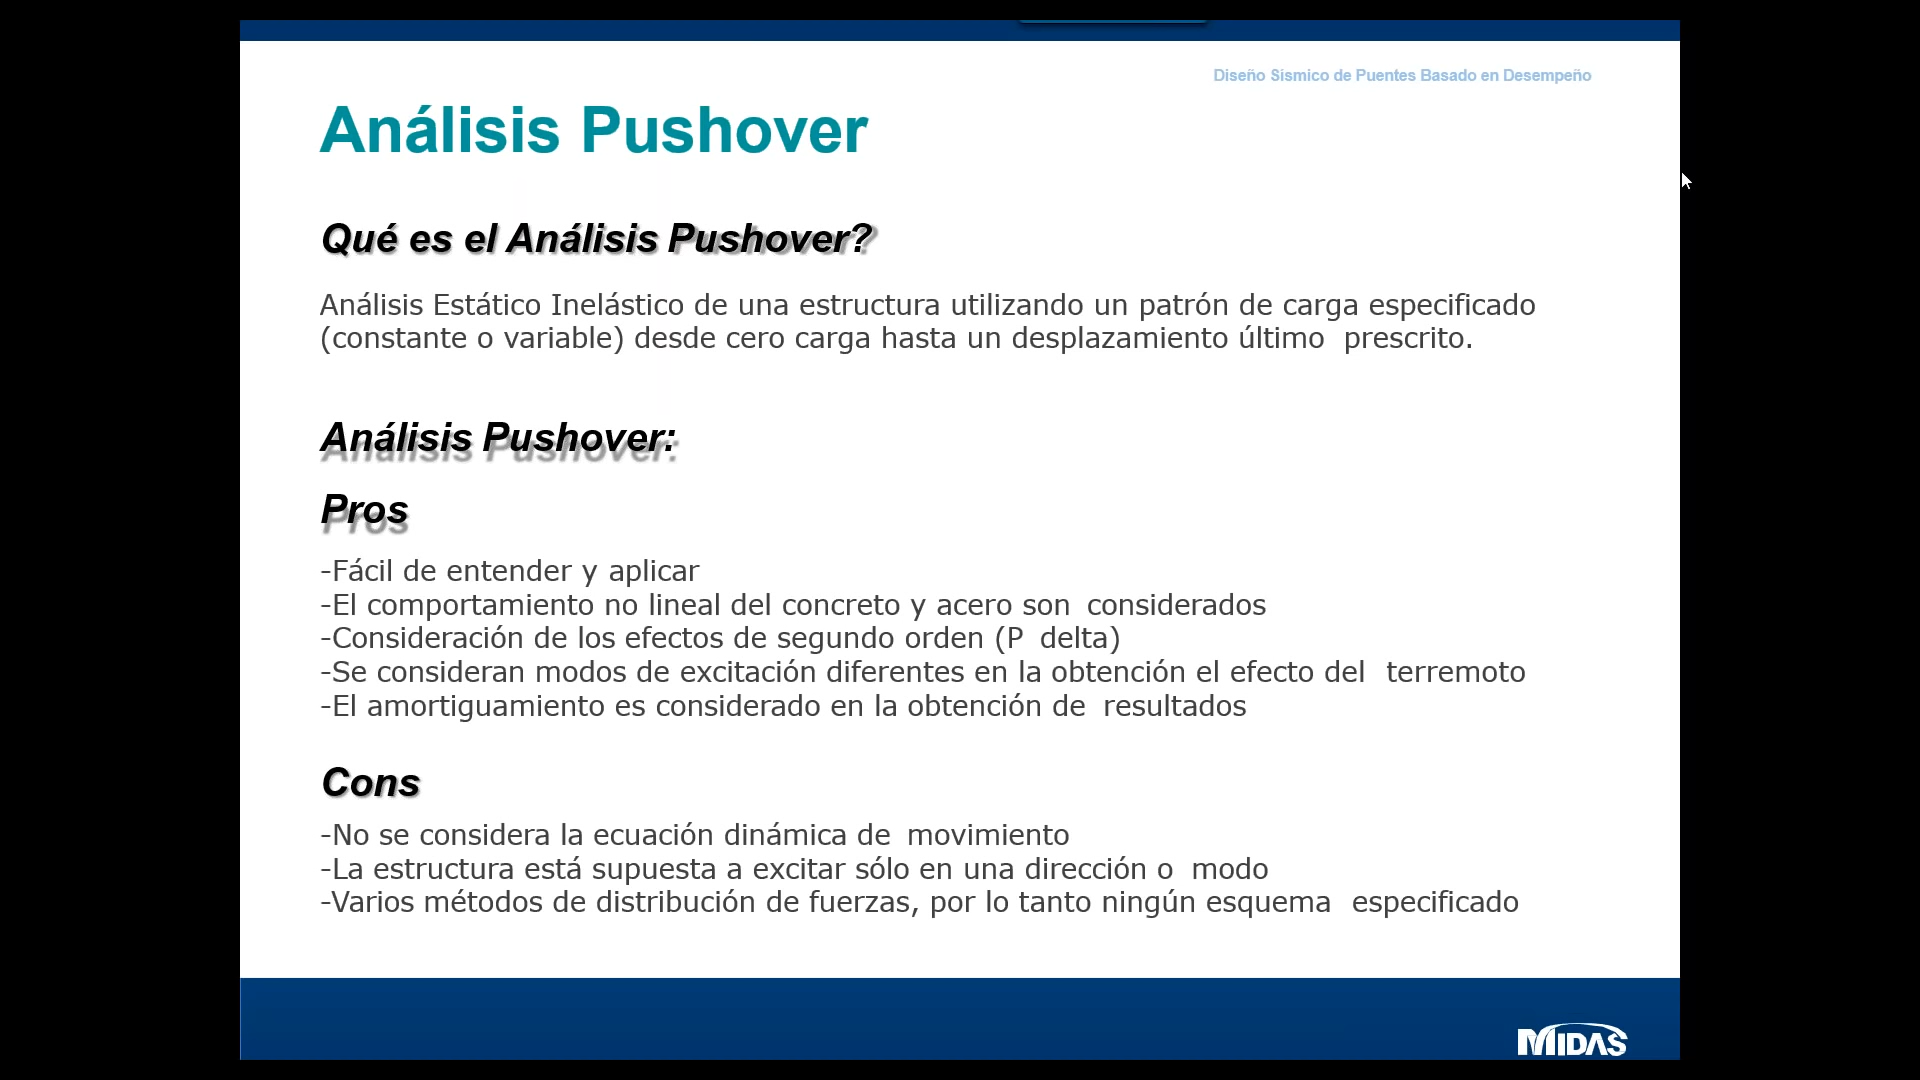 Diseño Sísmico de Puentes Basado en Desempeño
Análisis Pushover
Qué es el Análisis Pushover?
Análisis Estático Inelástico de una estructura utilizando un patrón de carga especificado
(constante o variable) desde cero carga hasta un desplazamiento último prescrito.
Análisis Pushover:
Pros
-Fácil de entender y aplicar
-El comportamiento no lineal del concreto y acero son considerados
-Consideración de los efectos de segundo orden (P delta)
-Se consideran modos de excitación diferentes en la obtención el efecto del terremoto
-El amortiguamiento es considerado en la obtención de resultados
Cons
-No se considera la ecuación dinámica de movimiento
-La estructura está supuesta a excitar sólo en una dirección o modo
-Varios métodos de distribución de fuerzas, por lo tanto ningún esquema especificado
MIDAS